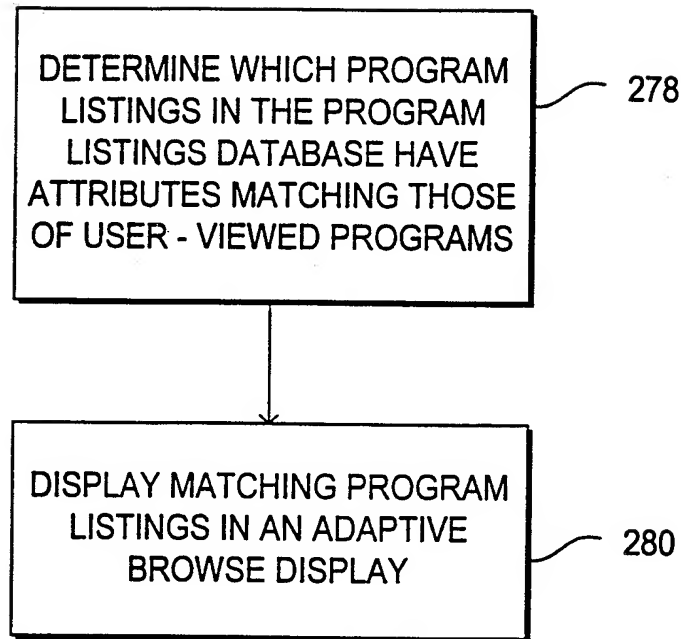 DETERMINE WHICH PROGRAM
LISTINGS IN THE PROGRAM
LISTINGS DATABASE HAVE
ATTRIBUTES MATCHING THOSE
OF USER - VIEWED PROGRAMS
278
DISPLAY MATCHING PROGRAM
LISTINGS IN AN ADAPTIVE
BROWSE DISPLAY
280